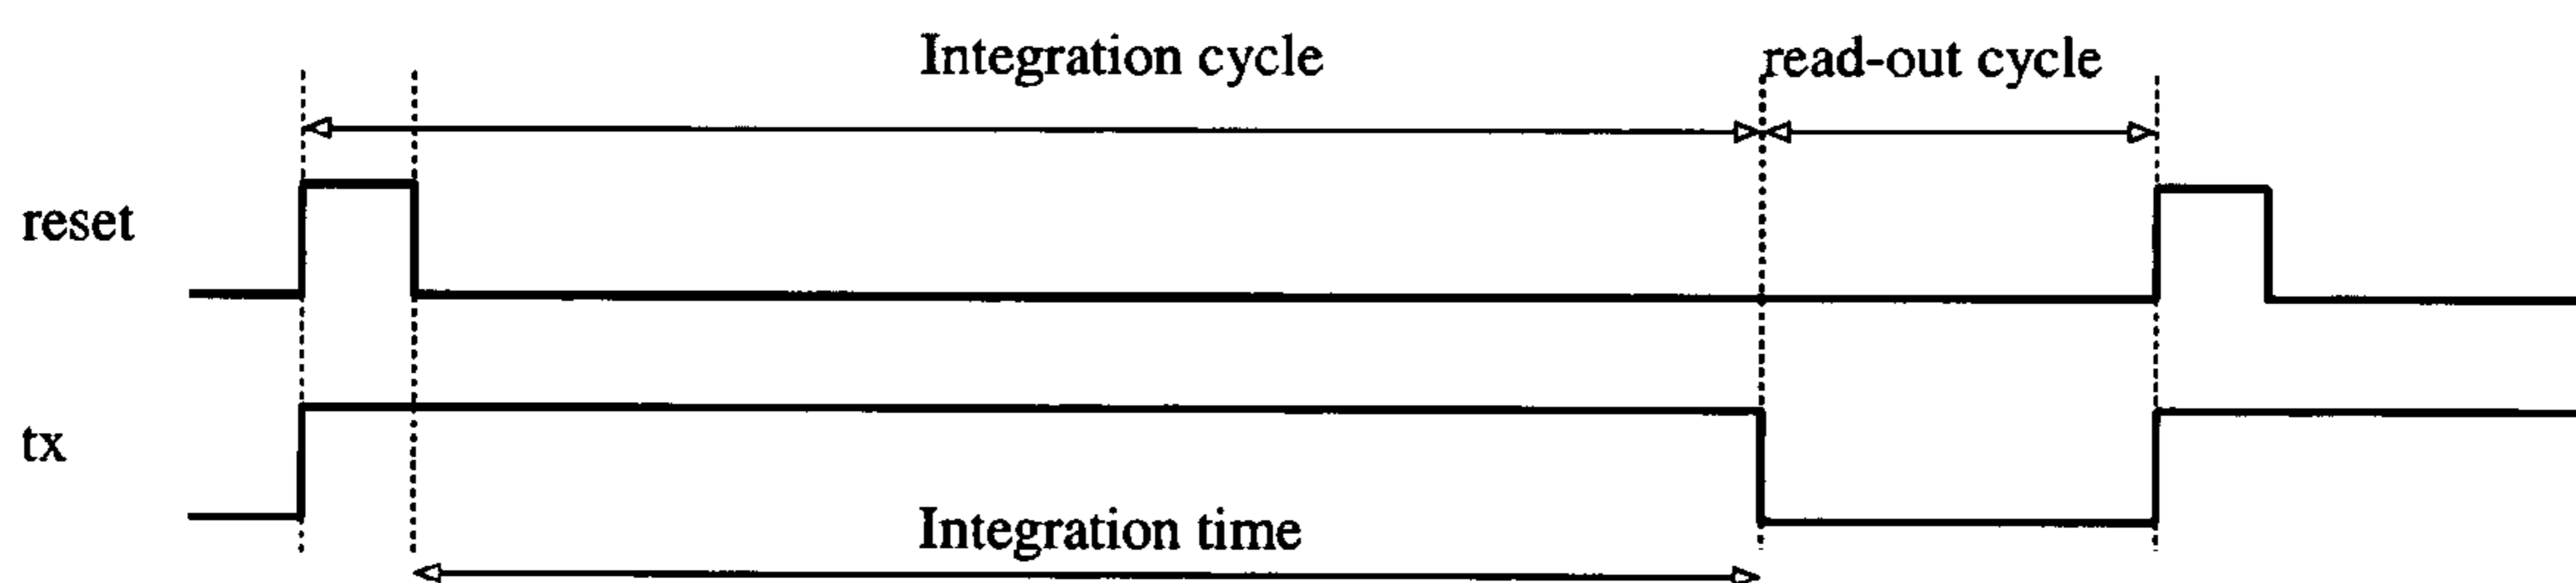 Integration cycle
read-out cycle
reset
tx
Integration time